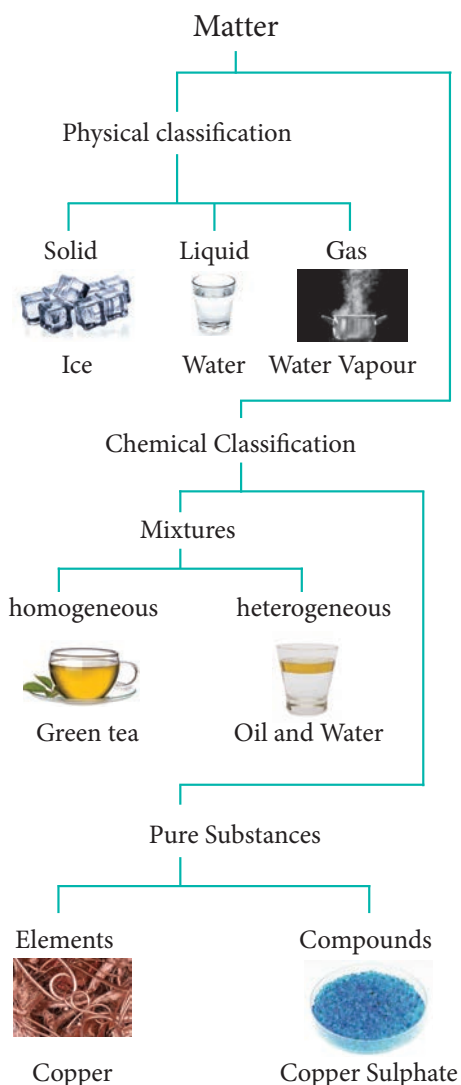 Matter
Physical classification
Solid Liquid Gas
Ice Water Water Vapour
Chemical Classification
Mixtures
homogeneous heterogeneous
Green tea Oil and Water
Pure Substances
Elements Compounds
Copper Copper Sulphate